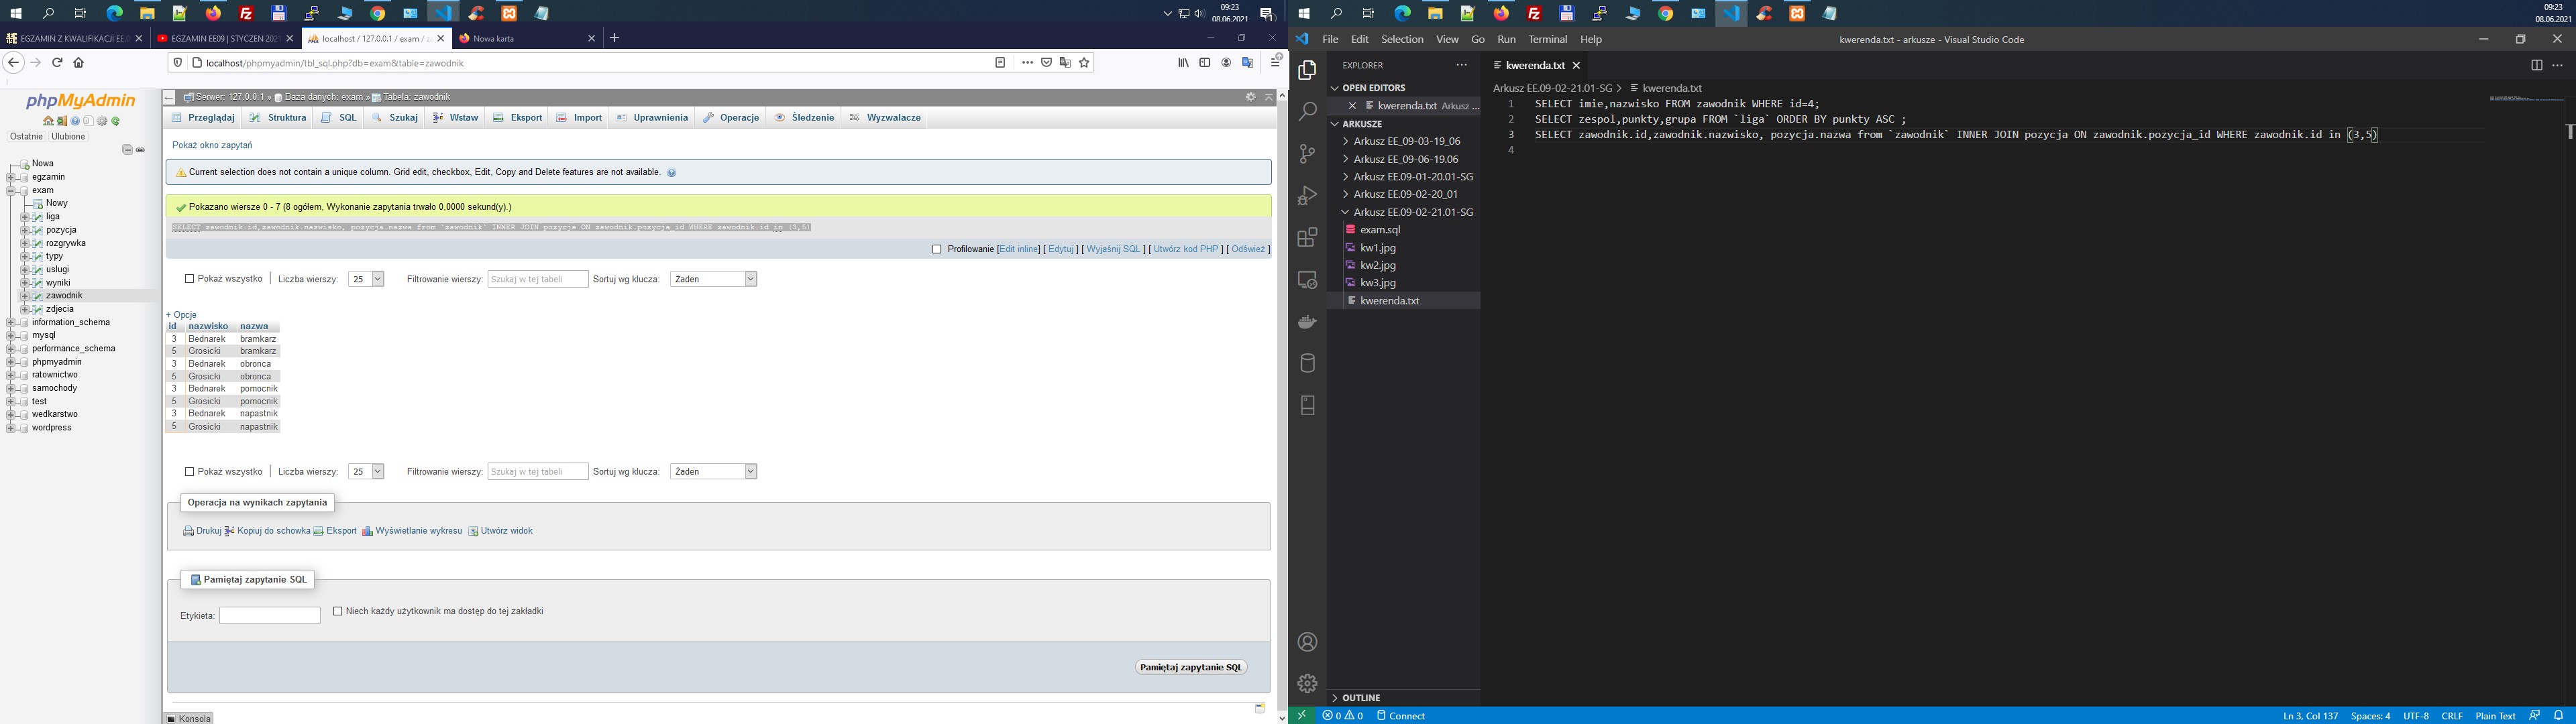 09:23
08.06.2021
EGZAMIN Z KWALIFIKACJI EE.0
EGZAMIN EE09 | STYCZEŃ 202
localhost / 127.0.0.1 / exam / z
Nowa karta
localhost/phpmyadmin/tbl_sql.php?db=exam&table=zawodnik
phpMyAdmin
Ostatnie Ulubione
Nowa
egzamin
exam
Nowy
liga
pozycja
rozgrywka
typy
uslugi
wyniki
zawodnik
zdjecia
information_schema
mysql
performance_schema
phpmyadmin
ratownictwo
samochody
test
wedkarstwo
wordpress
Serwer: 127.0.0.1 » Baza danych: exam » Tabela: zawodnik
Przeglądaj Struktura SQL Szukaj Wstaw Eksport Import Uprawnienia Operacje Śledzenie Wyzwalacze
Pokaż okno zapytań
Current selection does not contain a unique column. Grid edit, checkbox, Edit, Copy and Delete features are not available.
Pokazano wiersze 0 - 7 (8 ogółem, Wykonanie zapytania trwało 0,0000 sekund(y).)
SELECT zawodnik.id,zawodnik.nazwisko, pozycja.nazwa from `zawodnik` INNER JOIN pozycja ON zawodnik.pozycja_id WHERE zawodnik.id in (3,5)
Profilowanie [Edit inline] [ Edytuj ] [ Wyjaśnij SQL ] [ Utwórz kod PHP ] [ Odśwież ]
Pokaż wszystko | Liczba wierszy: 25 Filtrowanie wierszy: Szukaj w tej tabeli Sortuj wg klucza: Żaden
+ Opcje
id nazwisko nazwa
3 Bednarek bramkarz
5 Grosicki bramkarz
3 Bednarek obronca
5 Grosicki obronca
3 Bednarek pomocnik
5 Grosicki pomocnik
3 Bednarek napastnik
5 Grosicki napastnik
Pokaż wszystko | Liczba wierszy: 25 Filtrowanie wierszy: Szukaj w tej tabeli Sortuj wg klucza: Żaden
Operacja na wynikach zapytania
Drukuj Kopiuj do schowka Eksport Wyświetlanie wykresu Utwórz widok
Pamiętaj zapytanie SQL
Etykieta: Niech każdy użytkownik ma dostęp do tej zakładki
Pamiętaj zapytanie SQL
Konsola
09:23
08.06.2021
File Edit Selection View Go Run Terminal Help
kwerenda.txt - arkusze - Visual Studio Code
EXPLORER
OPEN EDITORS
kwerenda.txt Arkusz ...
ARKUSZE
Arkusz EE_09-03-19_06
Arkusz EE_09-06-19.06
Arkusz EE.09-01-20.01-SG
Arkusz EE.09-02-20_01
Arkusz EE.09-02-21.01-SG
exam.sql
kw1.jpg
kw2.jpg
kw3.jpg
kwerenda.txt
OUTLINE
kwerenda.txt
Arkusz EE.09-02-21.01-SG > kwerenda.txt
1 SELECT imie,nazwisko FROM zawodnik WHERE id=4;
2 SELECT zespol,punkty,grupa FROM `liga` ORDER BY punkty ASC ;
3 SELECT zawodnik.id,zawodnik.nazwisko, pozycja.nazwa from `zawodnik` INNER JOIN pozycja ON zawodnik.pozycja_id WHERE zawodnik.id in (3,5)
4
0 0 Connect
Ln 3, Col 137 Spaces: 4 UTF-8 CRLF Plain Text